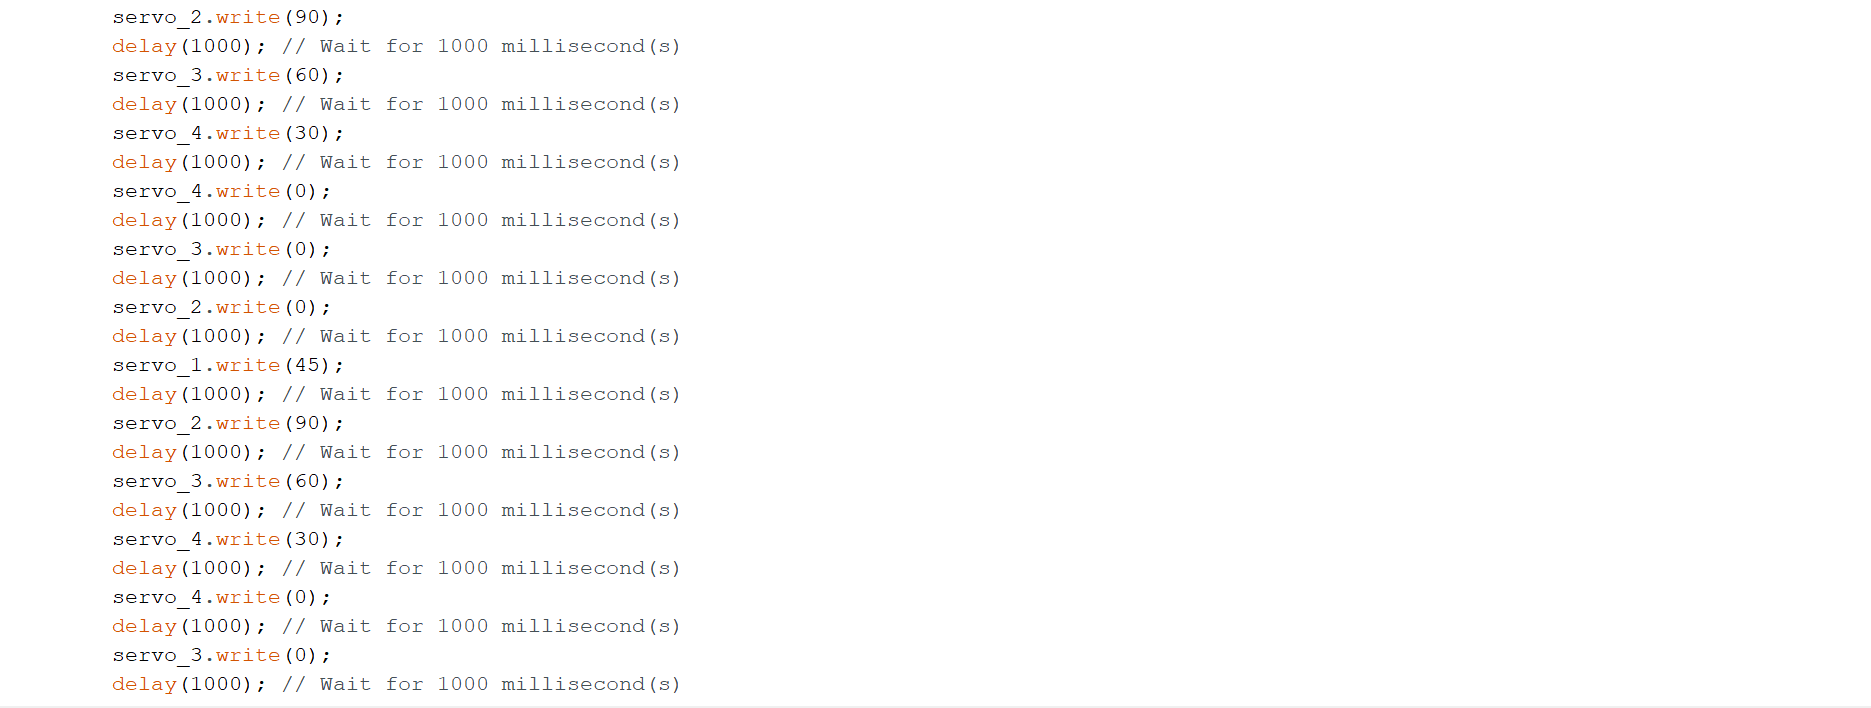 servo_2.write(90);
delay(1000); // Wait for 1000 millisecond(s)
servo_3.write(60);
delay(1000); // Wait for 1000 millisecond(s)
servo_4.write(30);
delay(1000); // Wait for 1000 millisecond(s)
servo_4.write(0);
delay(1000); // Wait for 1000 millisecond(s)
servo_3.write(0);
delay(1000); // Wait for 1000 millisecond(s)
servo_2.write(0);
delay(1000); // Wait for 1000 millisecond(s)
servo_1.write(45);
delay(1000); // Wait for 1000 millisecond(s)
servo_2.write(90);
delay(1000); // Wait for 1000 millisecond(s)
servo_3.write(60);
delay(1000); // Wait for 1000 millisecond(s)
servo_4.write(30);
delay(1000); // Wait for 1000 millisecond(s)
servo_4.write(0);
delay(1000); // Wait for 1000 millisecond(s)
servo_3.write(0);
delay(1000); // Wait for 1000 millisecond(s)